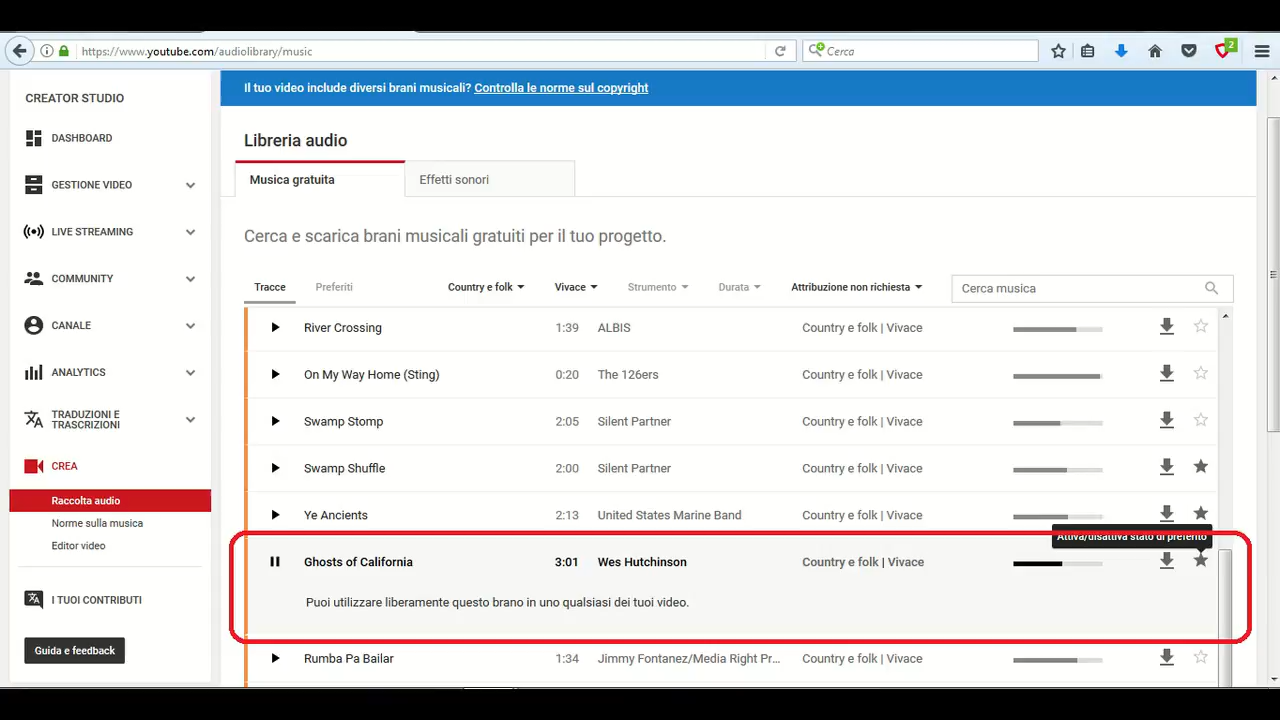 https://www.youtube.com/audiolibrary/music
Cerca
2
CREATOR STUDIO
DASHBOARD
GESTIONE VIDEO
LIVE STREAMING
COMMUNITY
CANALE
ANALYTICS
TRADUZIONI E
TRASCRIZIONI
CREA
Raccolta audio
Norme sulla musica
Editor video
I TUOI CONTRIBUTI
Guida e feedback
Il tuo video include diversi brani musicali? Controlla le norme sul copyright
Libreria audio
Musica gratuita Effetti sonori
Cerca e scarica brani musicali gratuiti per il tuo progetto.
Tracce Preferiti Country e folk Vivace Strumento Durata Attribuzione non richiesta Cerca musica
River Crossing 1:39 ALBIS Country e folk | Vivace
On My Way Home (Sting) 0:20 The 126ers Country e folk | Vivace
Swamp Stomp 2:05 Silent Partner Country e folk | Vivace
Swamp Shuffle 2:00 Silent Partner Country e folk | Vivace
Ye Ancients 2:13 United States Marine Band Country e folk | Vivace
Attiva/disattiva stato di preferito
Ghosts of California 3:01 Wes Hutchinson Country e folk | Vivace
Puoi utilizzare liberamente questo brano in uno qualsiasi dei tuoi video.
Rumba Pa Bailar 1:34 Jimmy Fontanez/Media Right Pr... Country e folk | Vivace